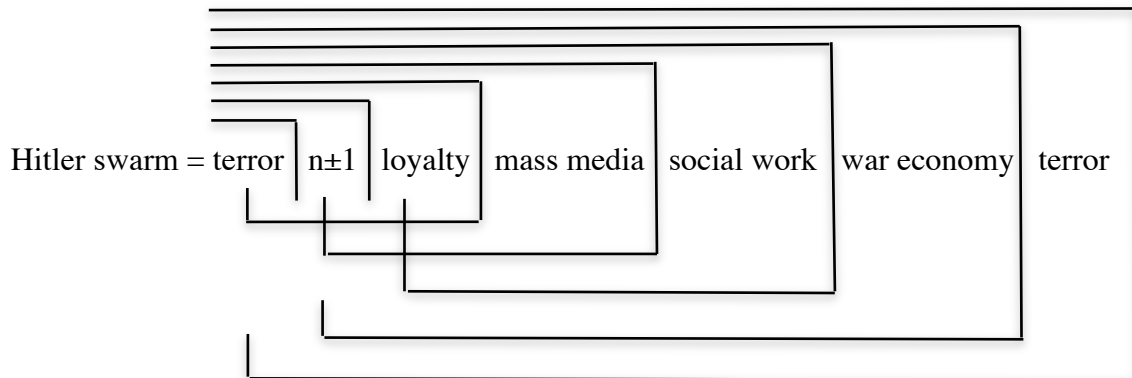 Hitler swarm = terror n±1 loyalty mass media social work war economy terror